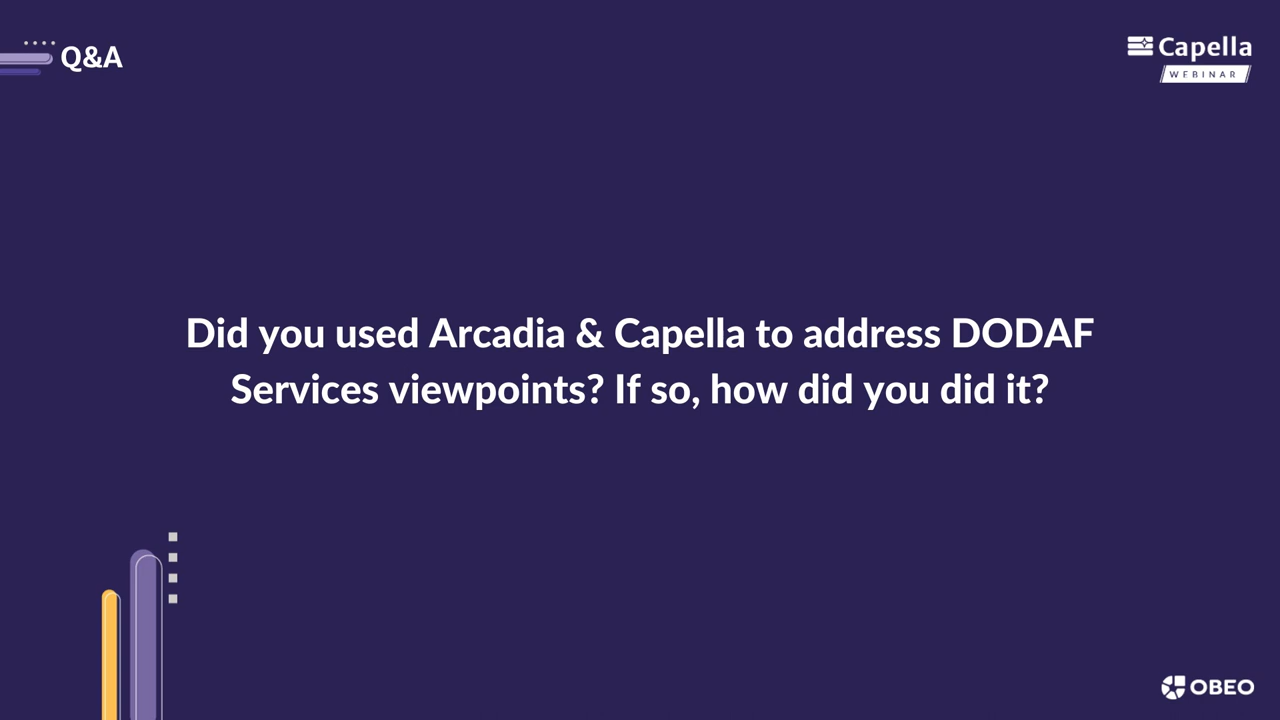 Q&A
Capella
WEBINAR
Did you used Arcadia & Capella to address DODAF
Services viewpoints? If so, how did you did it?
OBEO